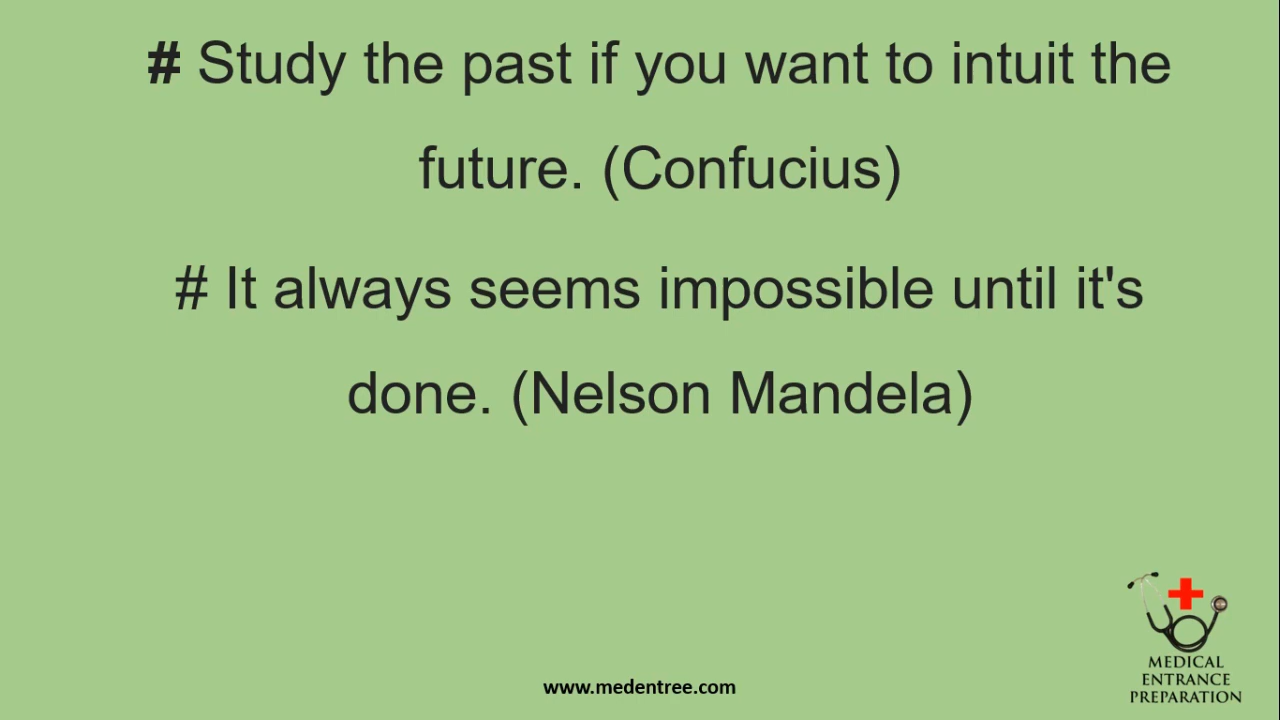 # Study the past if you want to intuit the
future. (Confucius)
# It always seems impossible until it's
done. (Nelson Mandela)
MEDICAL
ENTRANCE
PREPARATION
www.medentree.com